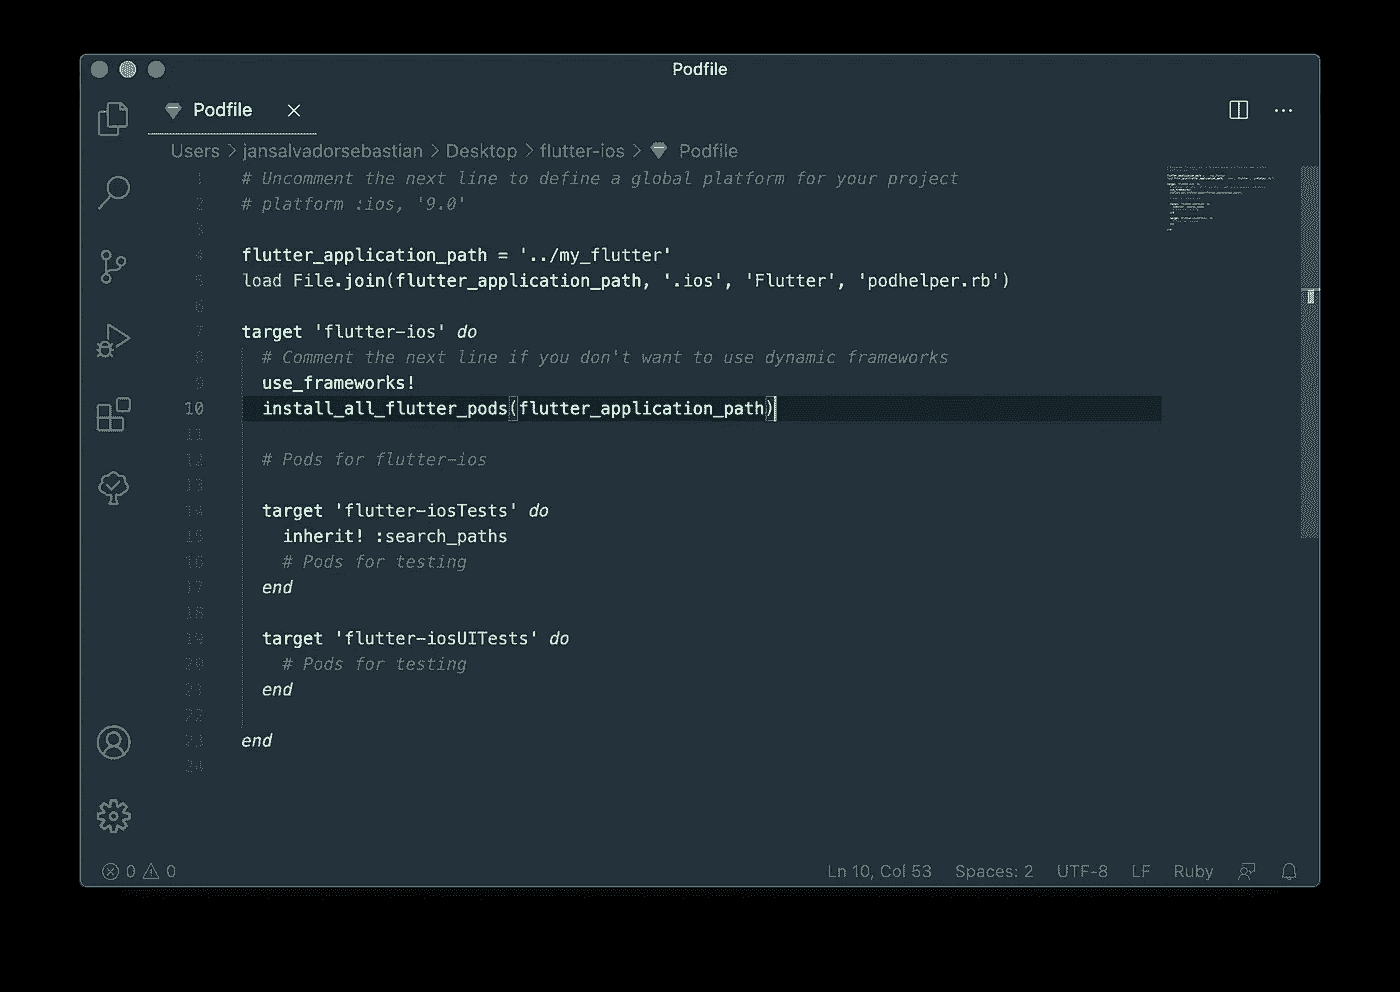 Podfile
Podfile
Users > jansalvadorsebastian > Desktop > flutter-ios > Podfile
1 # Uncomment the next line to define a global platform for your project
2 # platform :ios, '9.0'
3
4 flutter_application_path = '../my_flutter'
5 load File.join(flutter_application_path, '.ios', 'Flutter', 'podhelper.rb')
6
7 target 'flutter-ios' do
8 # Comment the next line if you don't want to use dynamic frameworks
9 use_frameworks!
10 install_all_flutter_pods(flutter_application_path)
11
12 # Pods for flutter-ios
13
14 target 'flutter-iosTests' do
15 inherit! :search_paths
16 # Pods for testing
17 end
18
19 target 'flutter-iosUITests' do
20 # Pods for testing
21 end
22
23 end
24
0 0 Ln 10, Col 53 Spaces: 2 UTF-8 LF Ruby